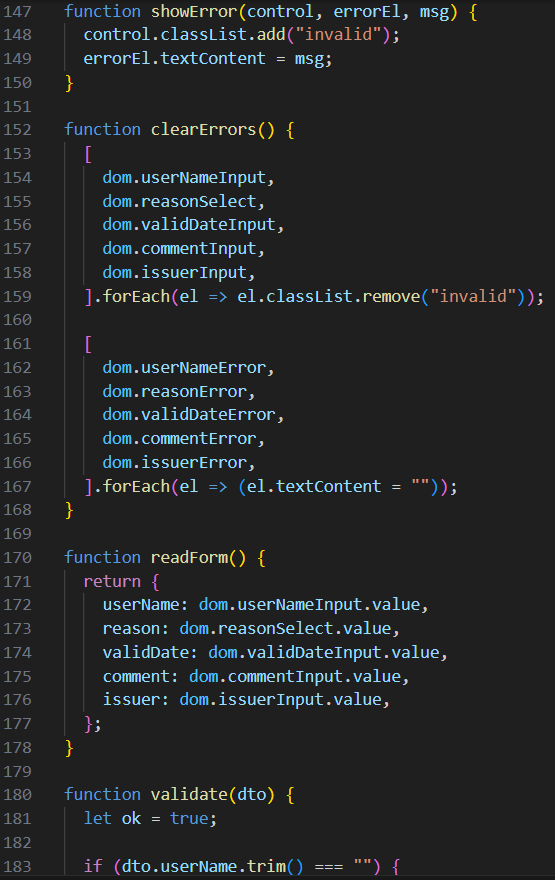 147 function showError(control, errorEl, msg) {
148   control.classList.add("invalid");
149   errorEl.textContent = msg;
150 }
151
152 function clearErrors() {
153   [
154     dom.userNameInput,
155     dom.reasonSelect,
156     dom.validDateInput,
157     dom.commentInput,
158     dom.issuerInput,
159   ].forEach(el => el.classList.remove("invalid"));
160
161   [
162     dom.userNameError,
163     dom.reasonError,
164     dom.validDateError,
165     dom.commentError,
166     dom.issuerError,
167   ].forEach(el => (el.textContent = ""));
168 }
169
170 function readForm() {
171   return {
172     userName: dom.userNameInput.value,
173     reason: dom.reasonSelect.value,
174     validDate: dom.validDateInput.value,
175     comment: dom.commentInput.value,
176     issuer: dom.issuerInput.value,
177   };
178 }
179
180 function validate(dto) {
181   let ok = true;
182
183   if (dto.userName.trim() === "") {